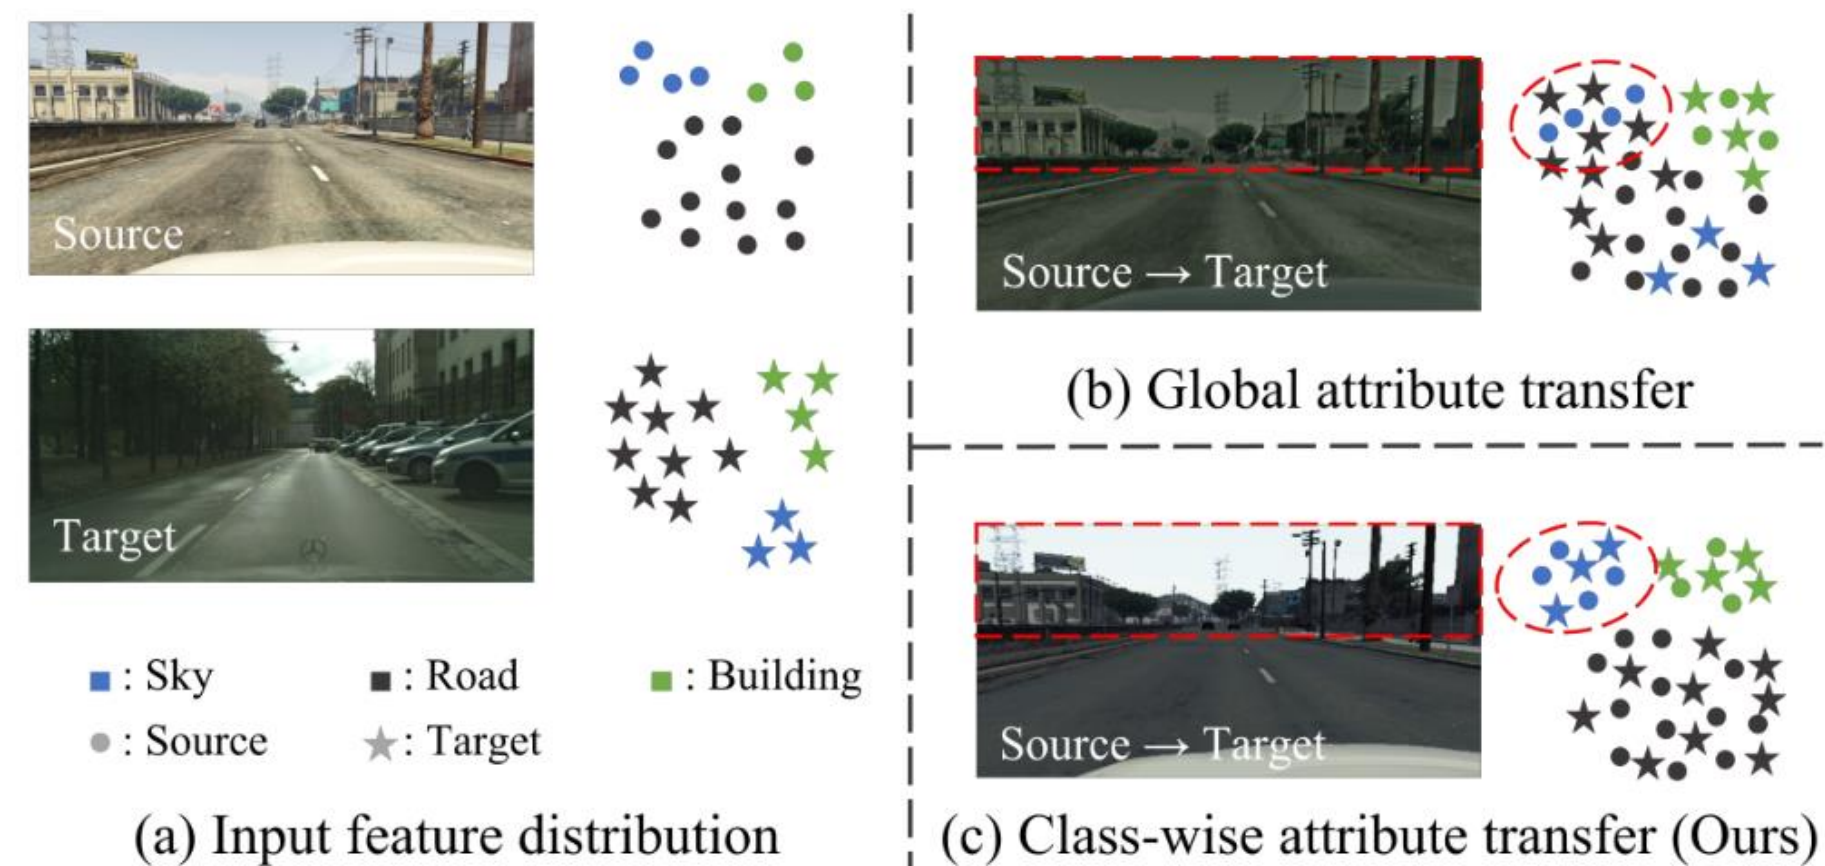 Source
Target
: Sky
: Road
: Building
: Source
: Target
(a) Input feature distribution
Source → Target
(b) Global attribute transfer
Source → Target
(c) Class-wise attribute transfer (Ours)